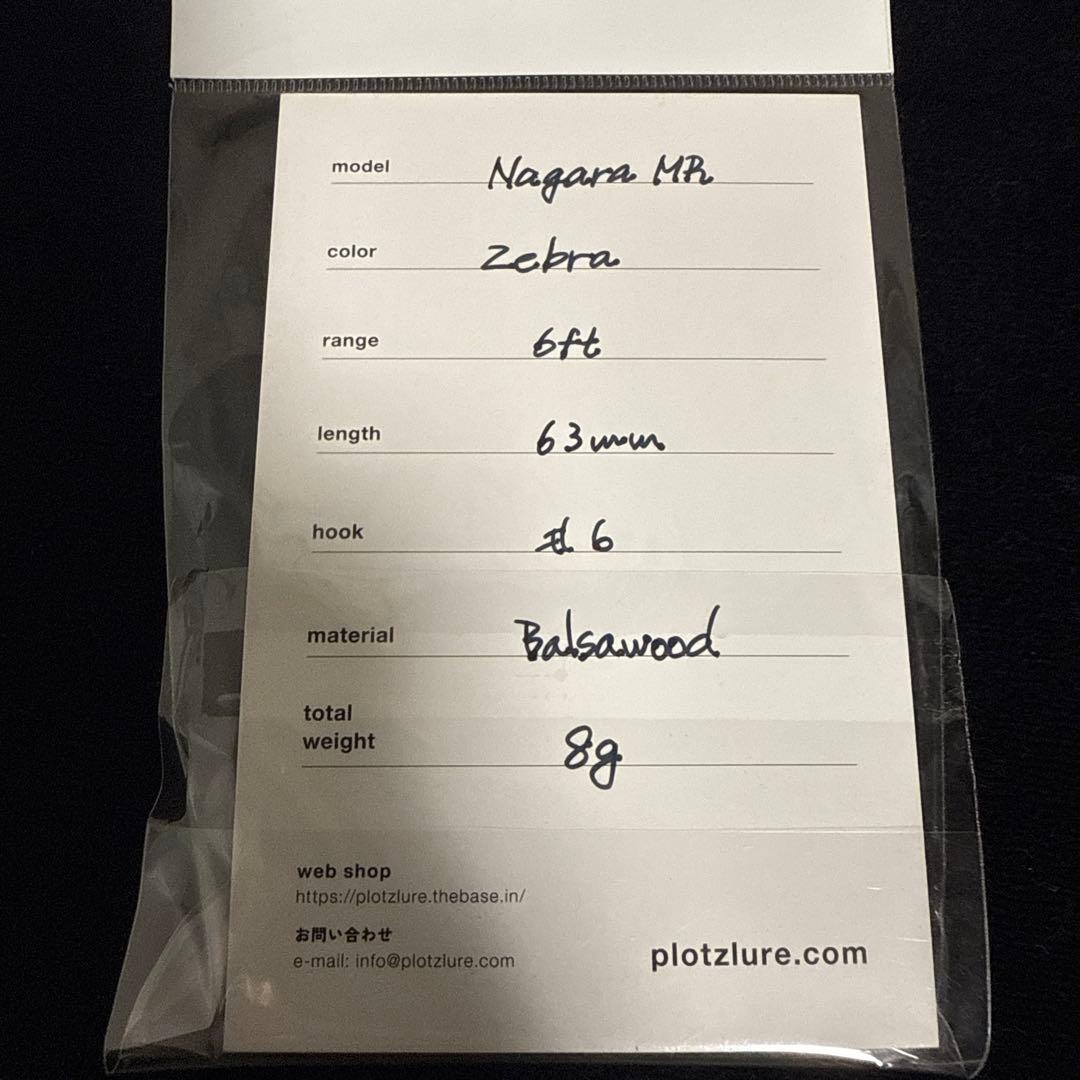 model Nagara MR
color Zebra
range 6ft
length 63mm
hook #6
material Balsawood
total
weight 8g
web shop
https://plotzlure.thebase.in/
お問い合わせ
e-mail: info@plotzlure.com
plotzlure.com